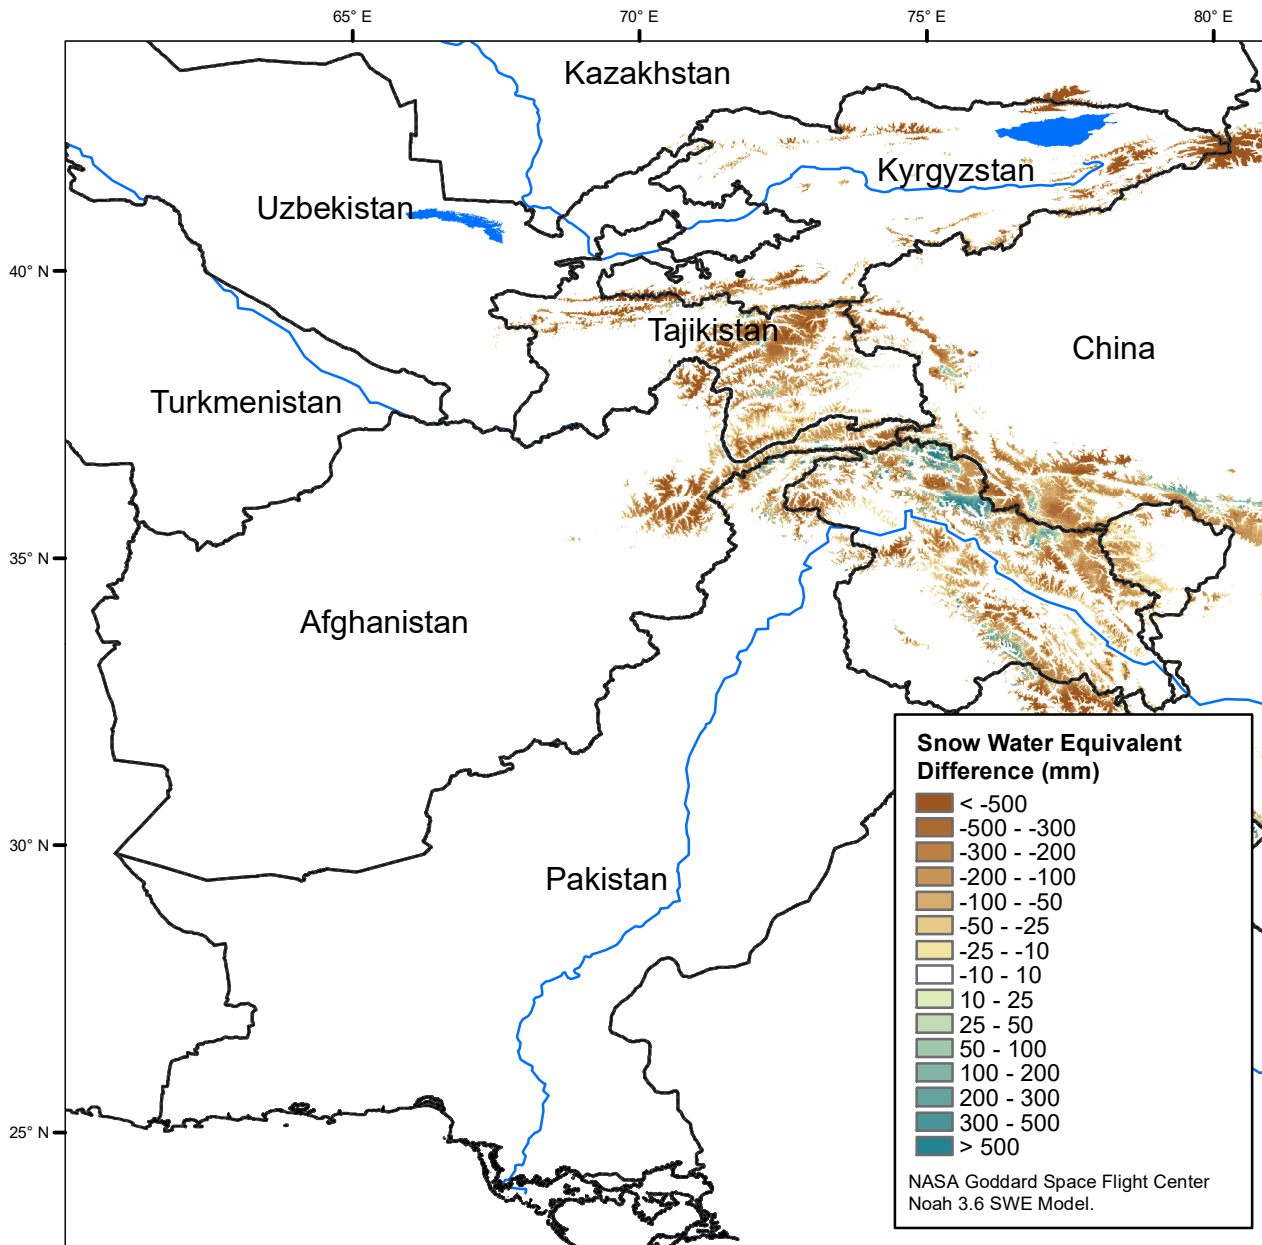 65° E
70° E
75° E
80° E
Kazakhstan
Kyrgyzstan
Uzbekistan
40° N
Tajikistan
China
Turkmenistan
35° N
Afghanistan
Snow Water Equivalent
Difference (mm)
< -500
-500 - -300
-300 - -200
-200 - -100
-100 - -50
-50 - -25
-25 - -10
-10 - 10
10 - 25
25 - 50
50 - 100
100 - 200
200 - 300
300 - 500
> 500
30° N
Pakistan
25° N
NASA Goddard Space Flight Center
Noah 3.6 SWE Model.